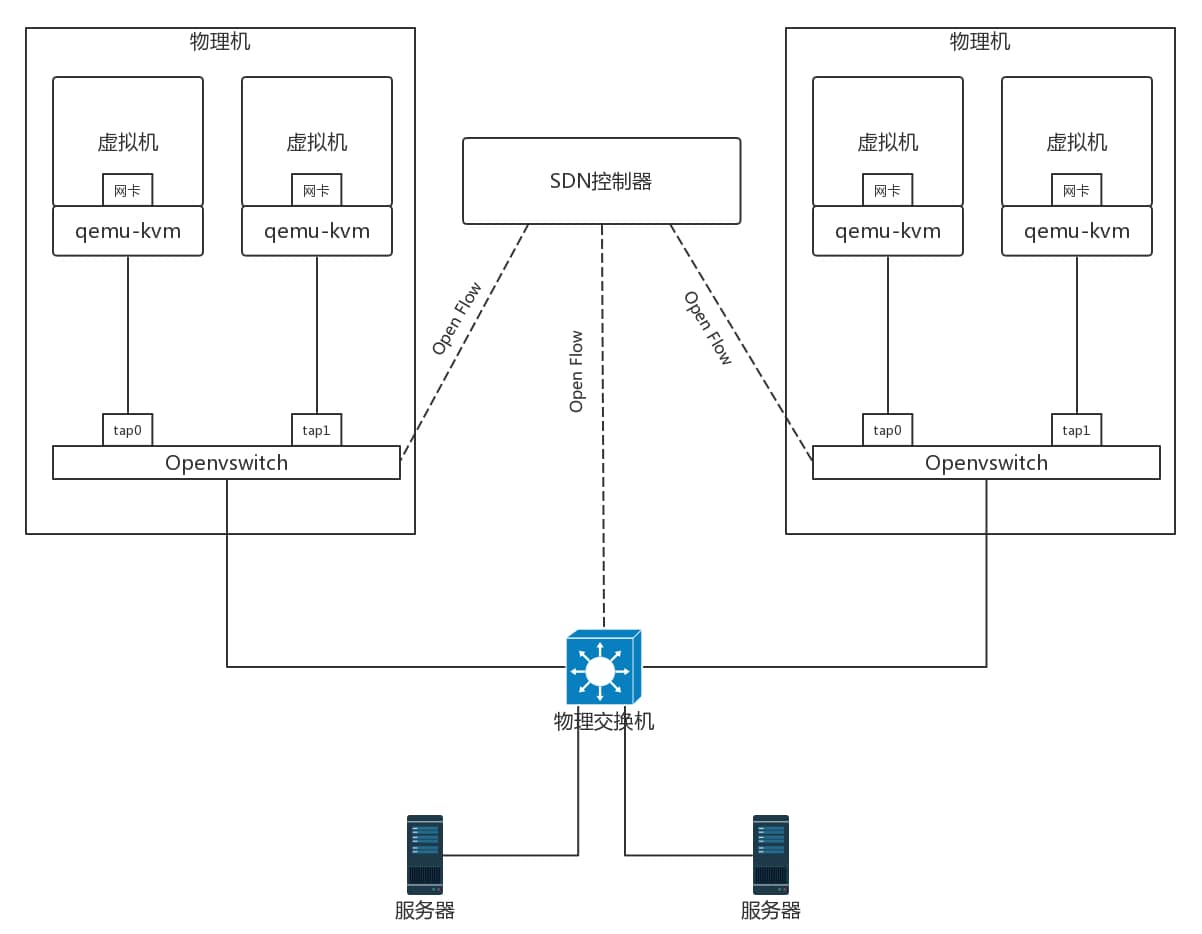 物理机
虚拟机
网卡
qemu-kvm
虚拟机
网卡
qemu-kvm
tap0
tap1
Openvswitch
SDN控制器
Open Flow
Open Flow
Open Flow
物理机
虚拟机
网卡
qemu-kvm
虚拟机
网卡
qemu-kvm
tap0
tap1
Openvswitch
物理交换机
服务器
服务器